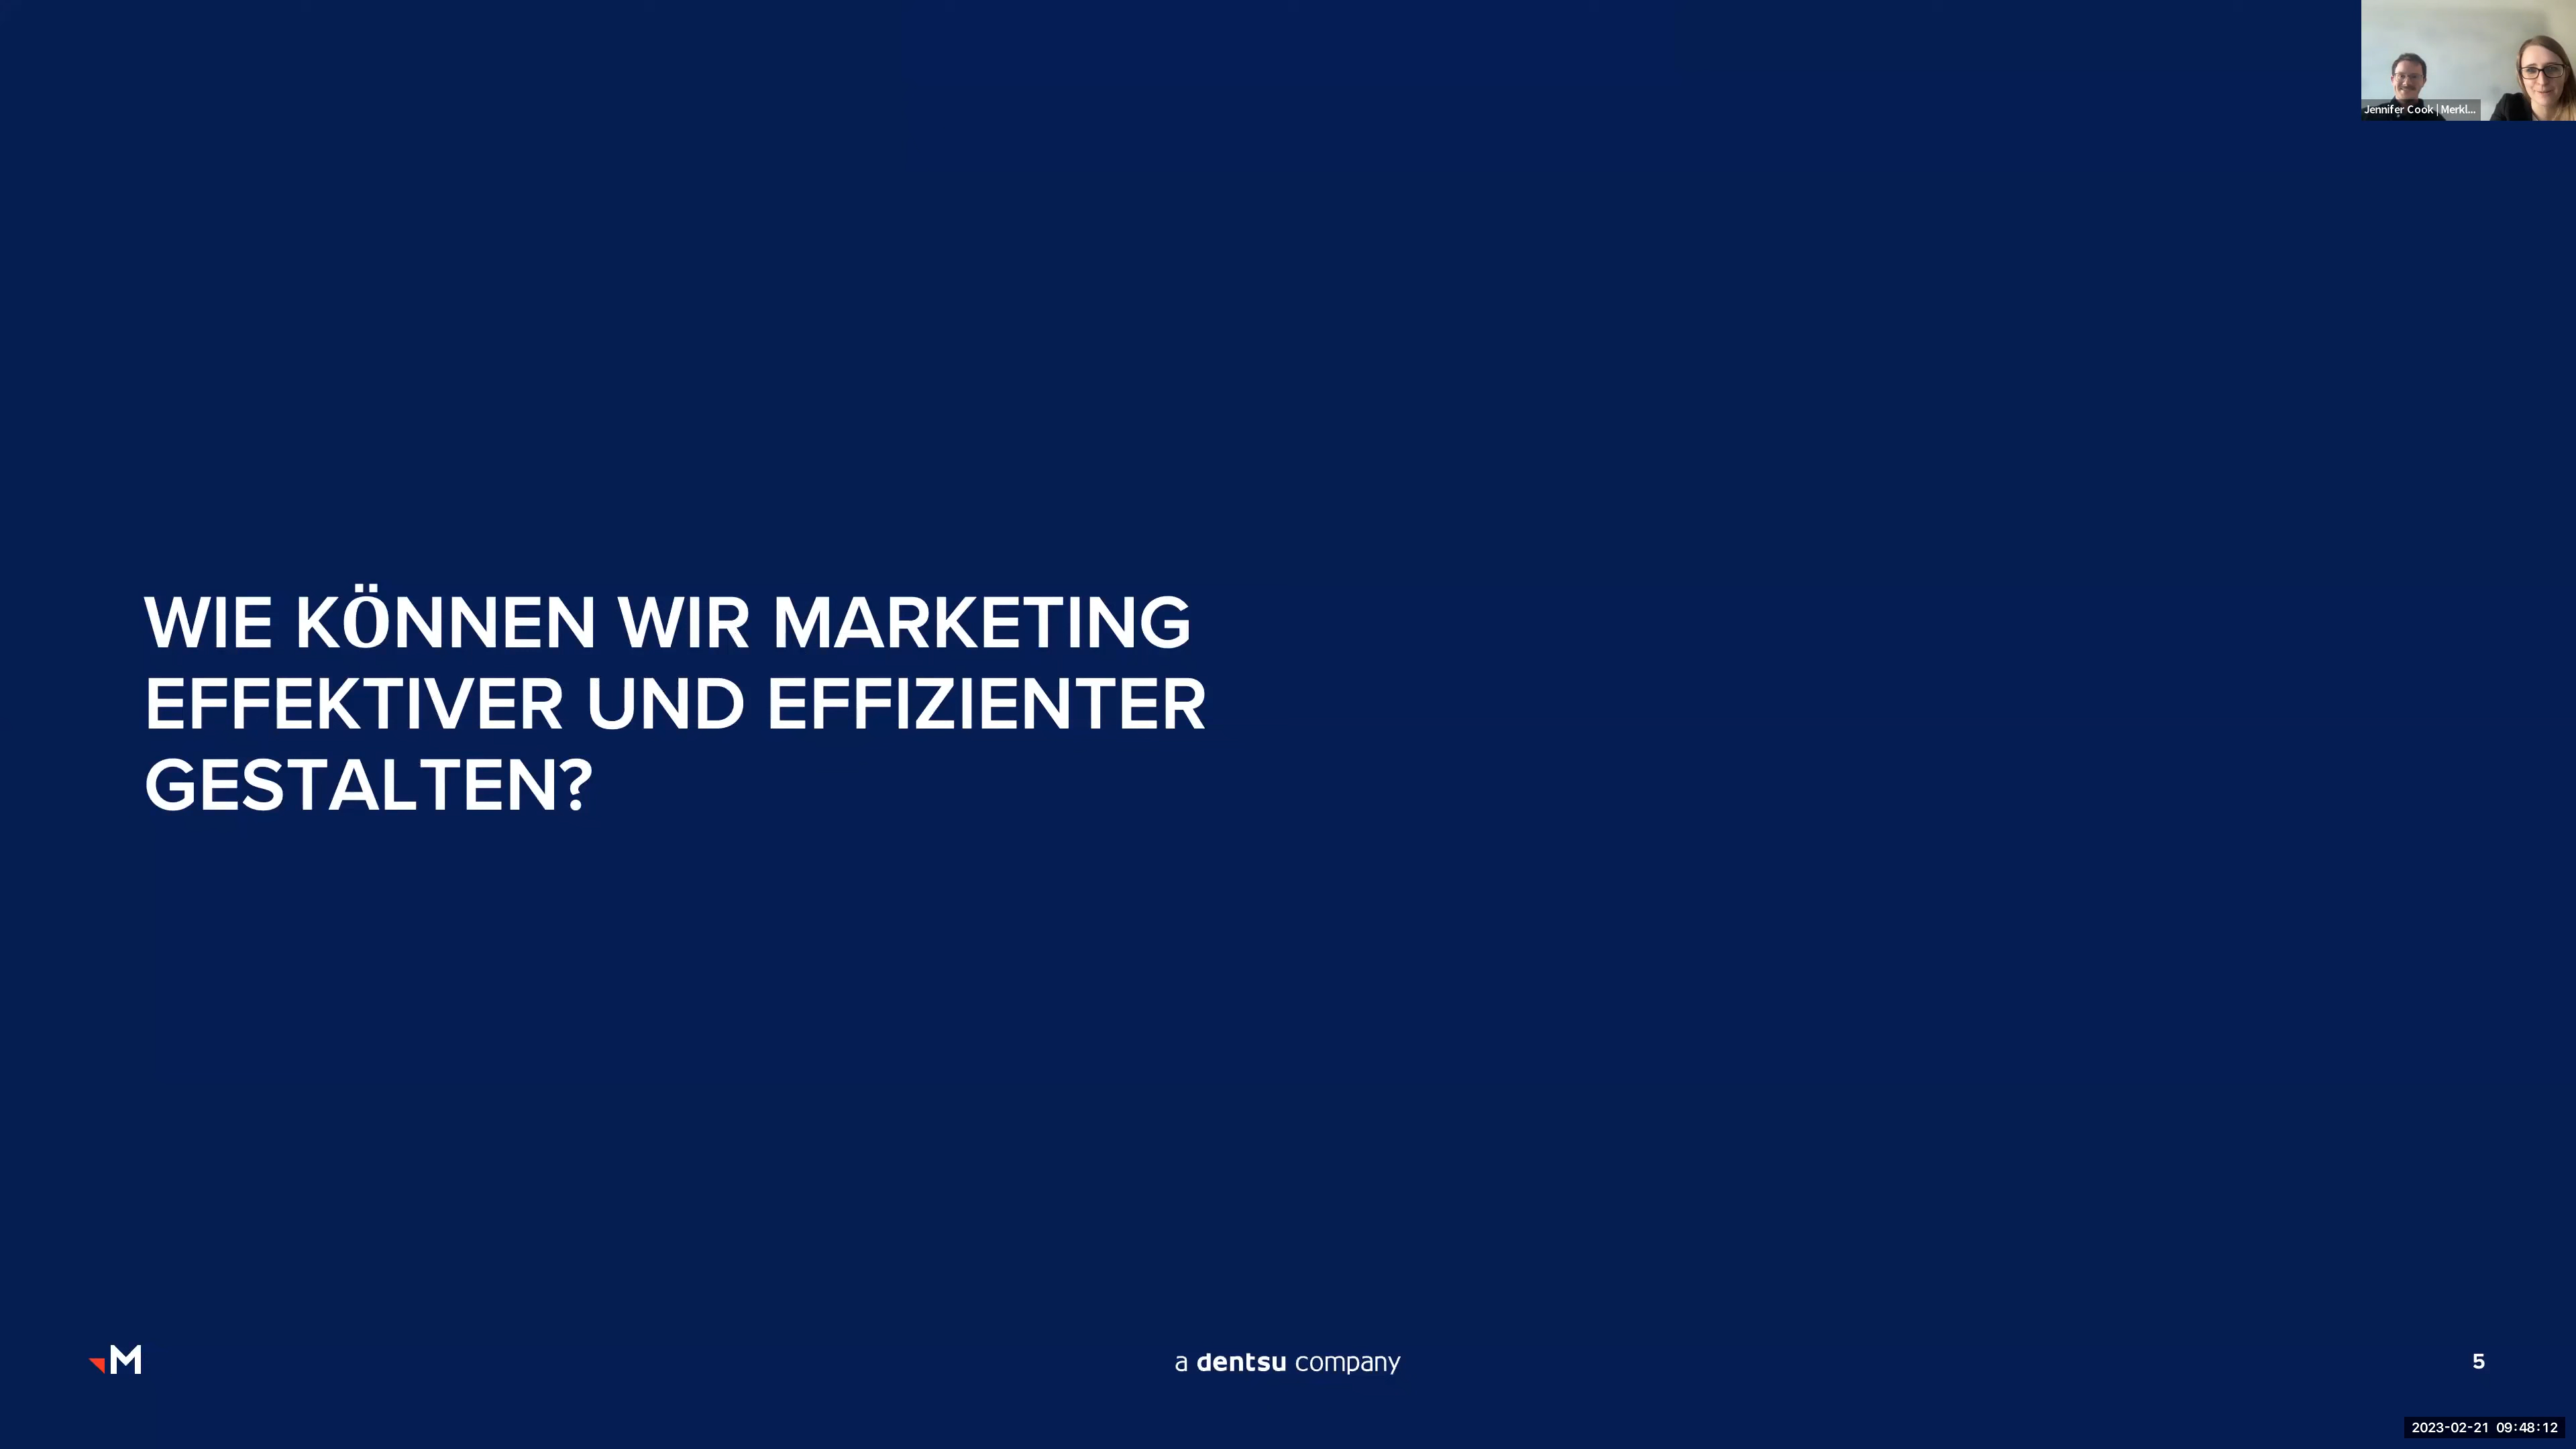 Jennifer Cook | Merkl...
WIE KÖNNEN WIR MARKETING
EFFEKTIVER UND EFFIZIENTER
GESTALTEN?
M
a dentsu company
5
2023-02-21 09:48:12